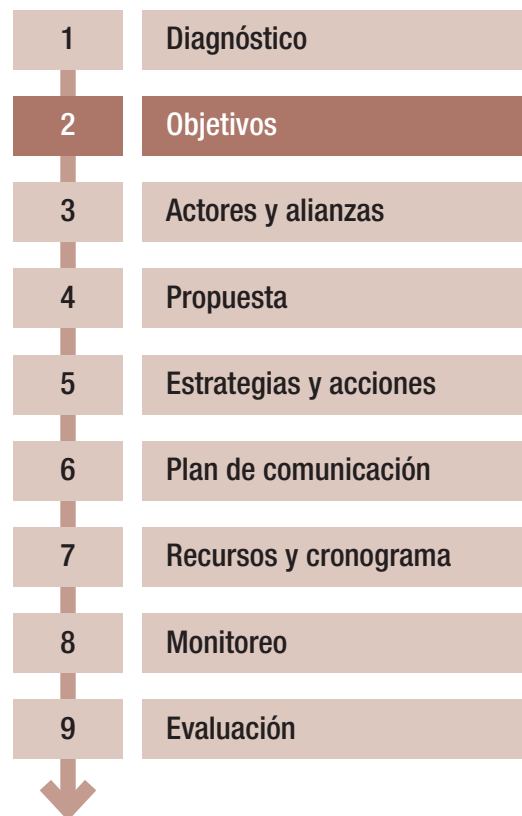 1 Diagnóstico
2 Objetivos
3 Actores y alianzas
4 Propuesta
5 Estrategias y acciones
6 Plan de comunicación
7 Recursos y cronograma
8 Monitoreo
9 Evaluación